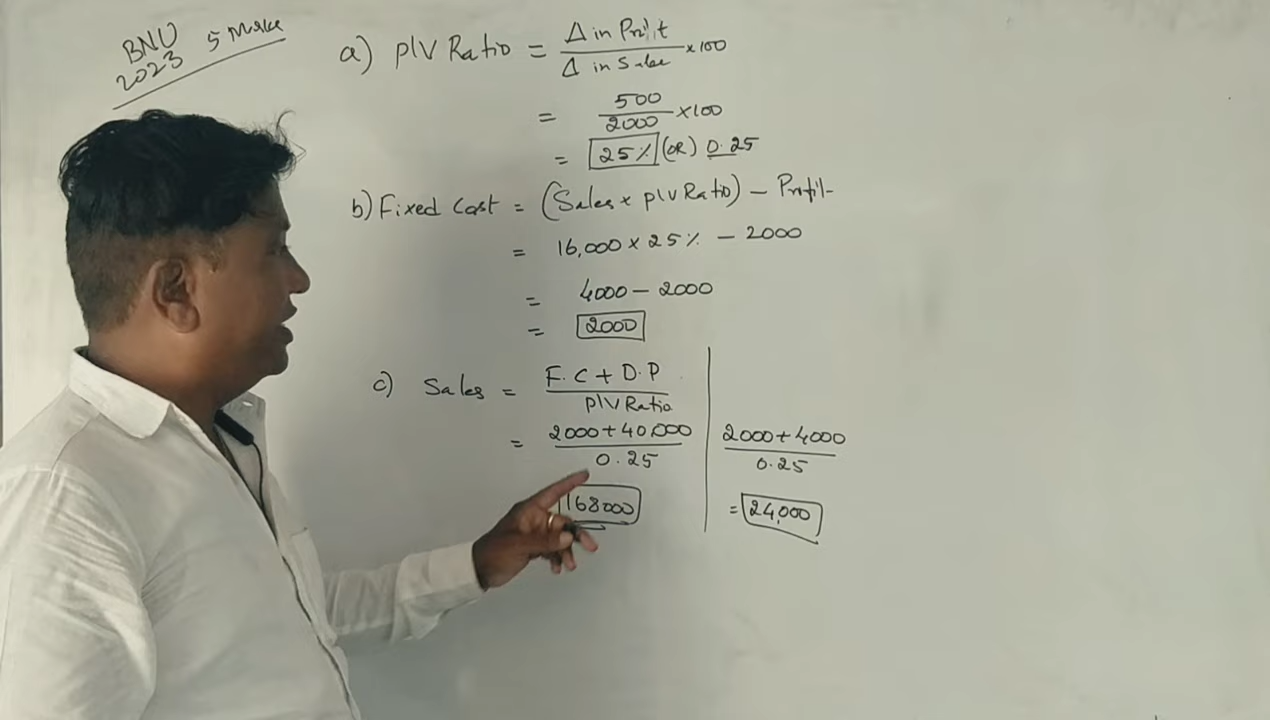 BNU 5 Marks
2023
a) P/V Ratio = Δ in Profit / Δ in Sales × 100
= 500 / 2000 × 100
= 25% (OR) 0.25
b) Fixed Cost = (Sales × P/V Ratio) – Profit
= 16,000 × 25% – 2000
= 4000 – 2000
= 2000
c) Sales = F.C + D.P / P/V Ratio
= 2000 + 40,000 / 0.25
168000
2000 + 4000 / 0.25
= 24,000